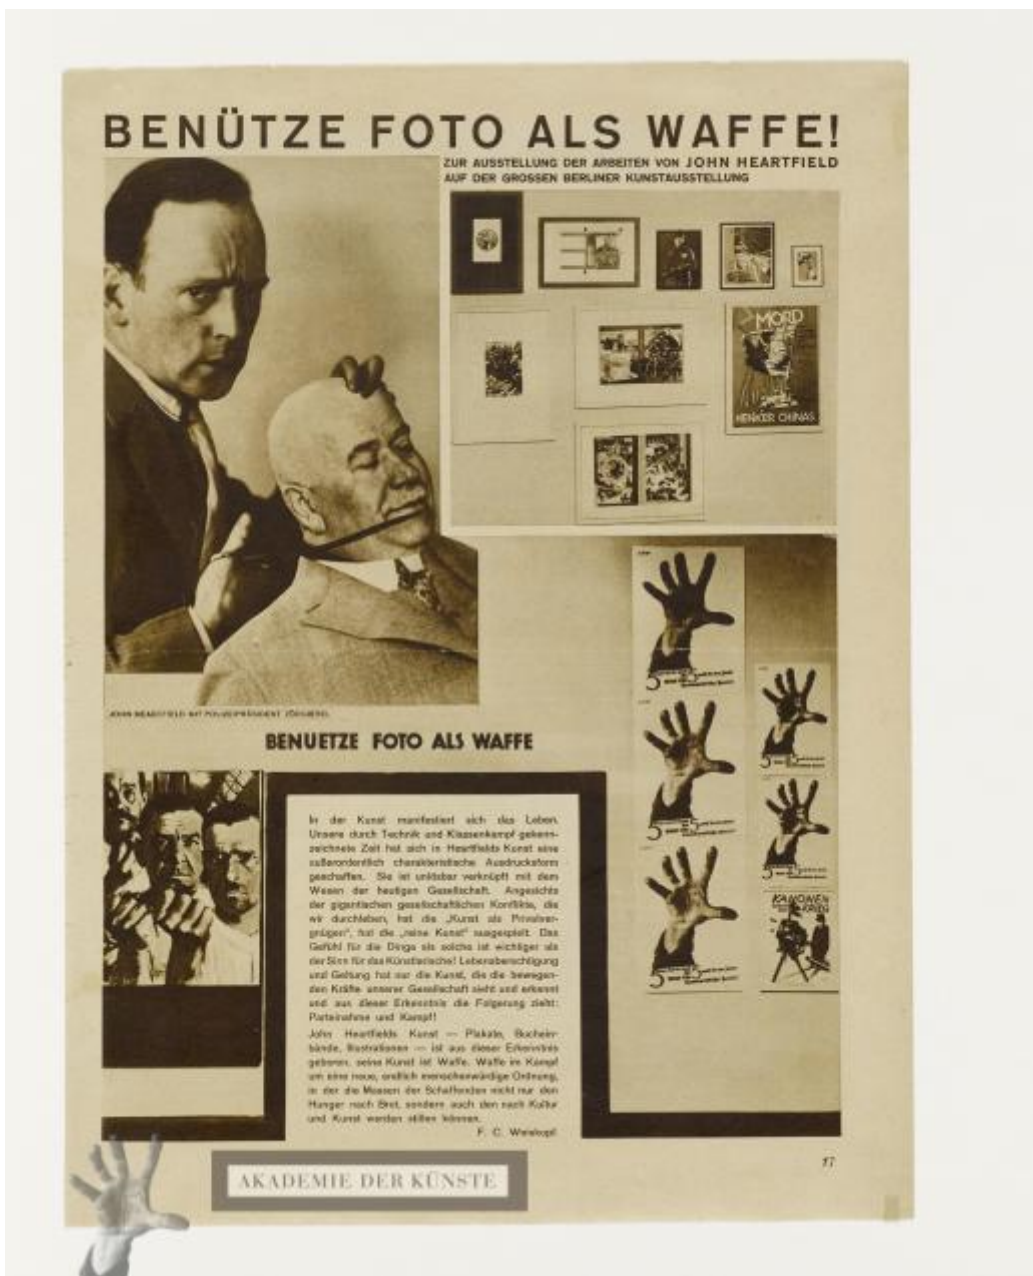 BENÜTZE FOTO ALS WAFFE!
ZUR AUSSTELLUNG DER ARBEITEN VON JOHN HEARTFIELD
AUF DER GROSSEN BERLINER KUNSTAUSSTELLUNG
MORD
HENKER CHINAS
JOHN HEARTFIELD MIT POLIZEIPRÄSIDENT ZÖRGIEBEL
BENUETZE FOTO ALS WAFFE
5
5
5
5
5
5
KANONEN
KRIEG
In der Kunst manifestiert sich das Leben.
Unsere durch Technik und Klassenkampf gekenn-
zeichnete Zeit hat sich in Heartfields Kunst eine
außerordentlich charakteristische Ausdrucksform
geschaffen. Sie ist unlösbar verknüpft mit dem
Wesen der heutigen Gesellschaft. Angesichts
der gigantischen gesellschaftlichen Konflikte, die
wir durchleben, hat die „Kunst als Privatver-
gnügen", hat die „reine Kunst" ausgespielt. Das
Gefühl für die Dinge als solche ist wichtiger als
der Sinn für das Künstlerische! Lebensberechtigung
und Geltung hat nur die Kunst, die die bewegen-
den Kräfte unserer Gesellschaft sieht und erkennt
und aus dieser Erkenntnis die Folgerung zieht:
Parteinahme und Kampf!
John Heartfields Kunst — Plakate, Buchein-
bände, Illustrationen — ist aus dieser Erkenntnis
geboren, seine Kunst ist Waffe. Waffe im Kampf
um eine neue, endlich menschenwürdige Ordnung,
in der die Massen der Schaffenden nicht nur den
Hunger nach Brot, sondern auch den nach Kultur
und Kunst werden stillen können.
F. C. Weiskopf
17
AKADEMIE DER KÜNSTE